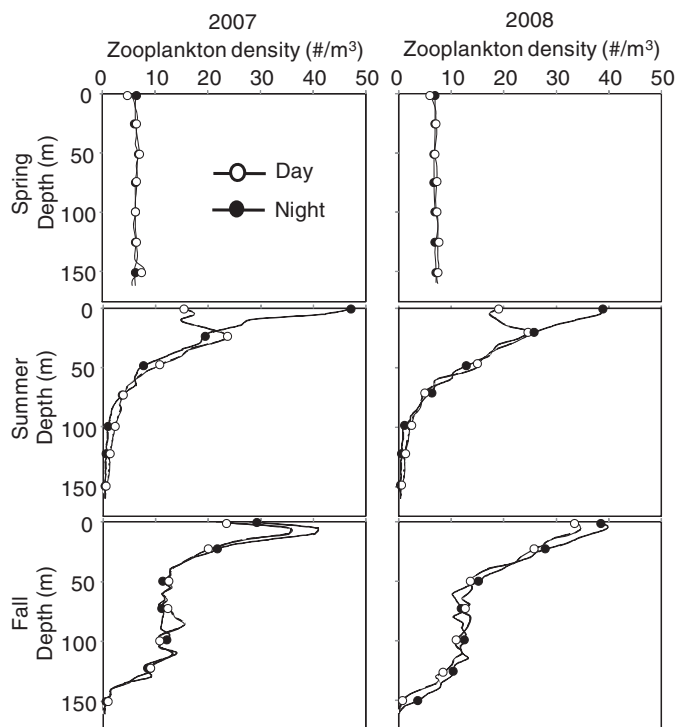 2007 2008
Zooplankton density (#/m³) Zooplankton density (#/m³)
0 10 20 30 40 50 0 10 20 30 40 50
Spring
Depth (m)
0
50
100
150
Day
Night
Summer
Depth (m)
0
50
100
150
Fall
Depth (m)
0
50
100
150